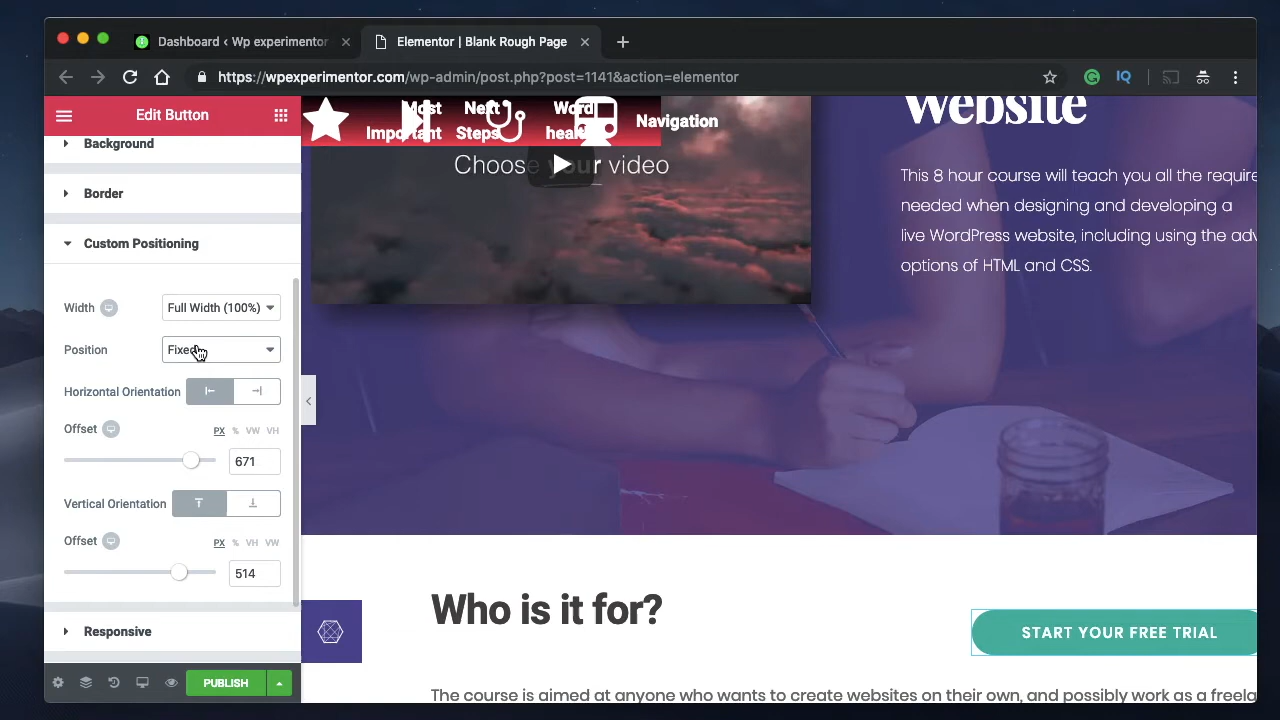 Dashboard ‹ Wp experimentor
Elementor | Blank Rough Page
https://wpexperimentor.com/wp-admin/post.php?post=1141&action=elementor
IQ
Edit Button
Background
Border
Custom Positioning
Width
Full Width (100%)
Position
Fixed
Horizontal Orientation
Offset
PX % VW VH
671
Vertical Orientation
Offset
PX % VH VW
514
Responsive
PUBLISH
Most Important
Next Steps
Navigation
Choose your video
Website
This 8 hour course will teach you all the require
needed when designing and developing a
live WordPress website, including using the adv
options of HTML and CSS.
Who is it for?
START YOUR FREE TRIAL
The course is aimed at anyone who wants to create websites on their own, and possibly work as a freela